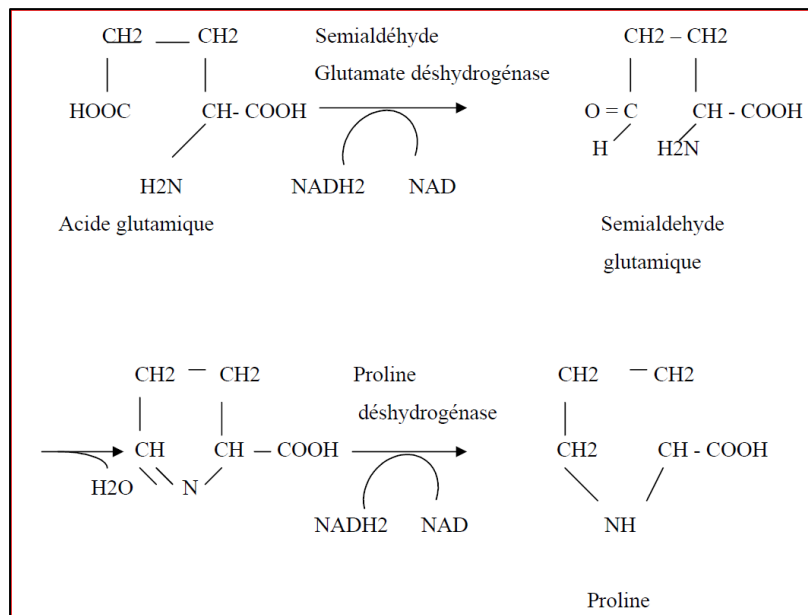 CH2 — CH2 Semialdéhyde CH2 – CH2
Glutamate déshydrogénase
HOOC CH- COOH O = C CH - COOH
H H2N
H2N NADH2 NAD
Acide glutamique Semialdehyde
glutamique
CH2 — CH2 Proline CH2 — CH2
déshydrogénase
CH CH — COOH CH2 CH - COOH
H2O N
NADH2 NAD NH
Proline